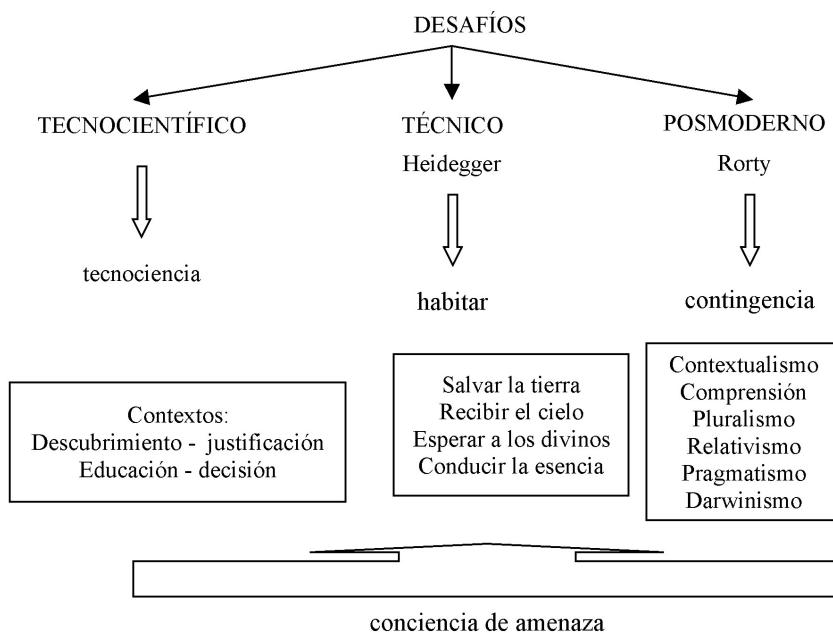 DESAFÍOS
TECNOCIENTÍFICO
TÉCNICO
POSMODERNO
Heidegger
Rorty
tecnociencia
habitar
contingencia
Contextos:
Descubrimiento - justificación
Educación - decisión
Salvar la tierra
Recibir el cielo
Esperar a los divinos
Conducir la esencia
Contextualismo
Comprensión
Pluralismo
Relativismo
Pragmatismo
Darwinismo
conciencia de amenaza